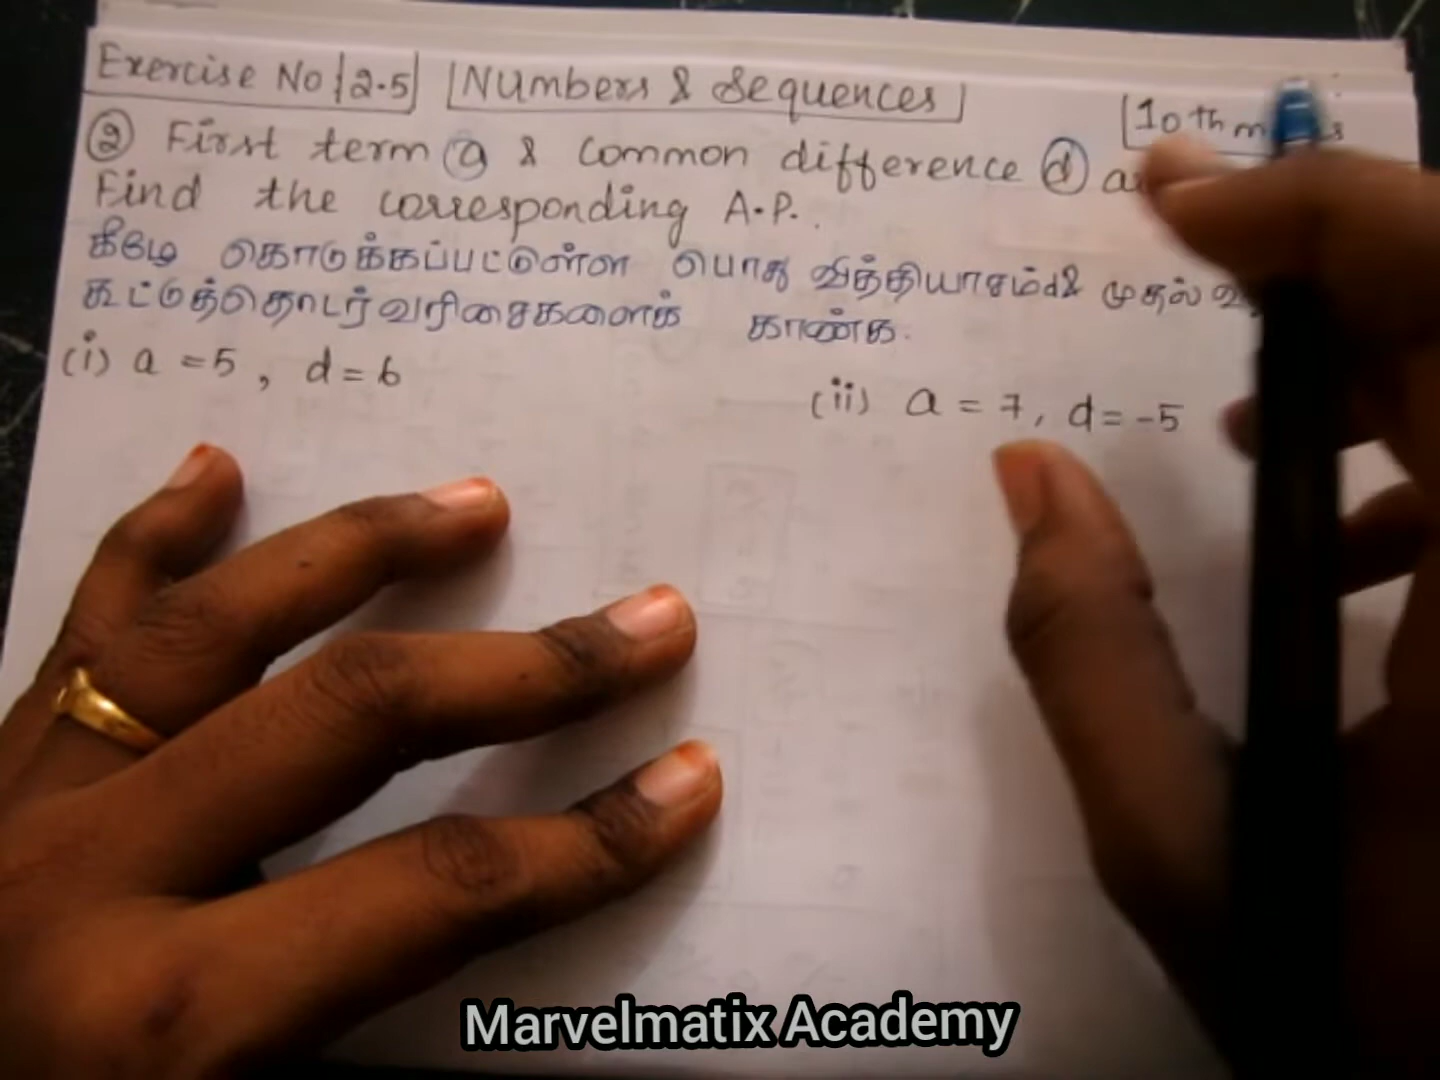 Exercise No 2.5 Numbers & Sequences
10th
② First term ⓐ & common difference ⓓ
Find the corresponding A.P.
கீழே கொடுக்கப்பட்டுள்ள பொது வித்தியாசம் d & முதல்
கூட்டுத்தொடர்வரிசைகளைக் காண்க.
(i) a = 5, d = 6
(ii) a = 7, d = -5
Marvelmatix Academy